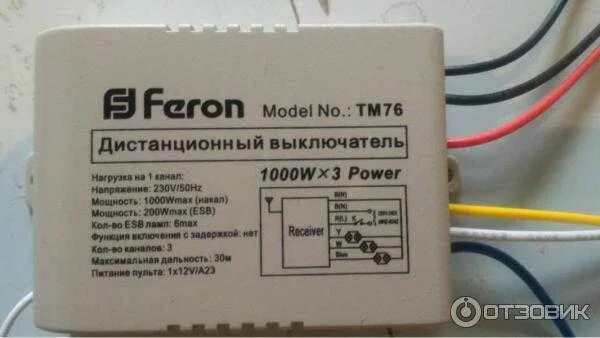 Feron
Model No.: TM76
Дистанционный выключатель
Нагрузка на 1 канал:
Напряжение: 230V/50Hz
Мощность: 1000Wmax (накал)
Мощность: 200Wmax (ESB)
Кол-во ESB ламп: 6max
Функция включения с задержкой: нет
Кол-во каналов: 3
Максимальная дальность: 30м
Питание пульта: 1x12V/A23
1000W×3 Power
Receiver
B(N)
B(N)
R(L)
K
Y
W
Blue
ОТЗОВИК